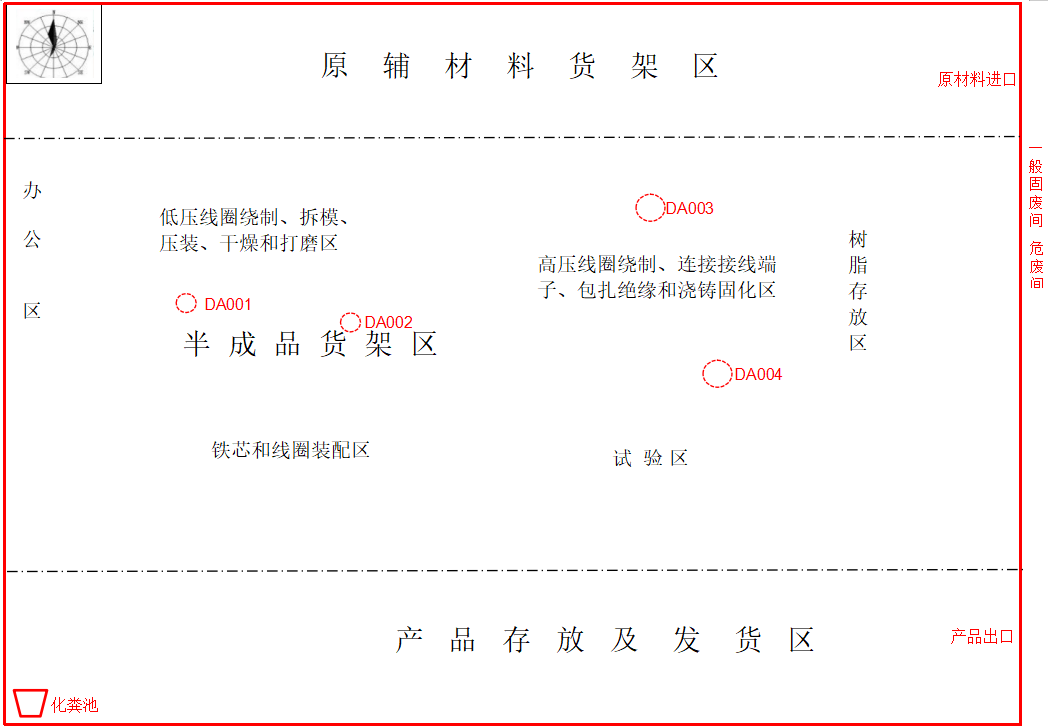 原辅材料货架区
原材料进口
办公区
低压线圈绕制、拆模、
压装、干燥和打磨区
DA001
DA002
半成品货架区
铁芯和线圈装配区
DA003
高压线圈绕制、连接接线端
子、包扎绝缘和浇铸固化区
DA004
试验区
树脂存放区
一般固废间
危废间
产品存放及发货区
产品出口
化粪池